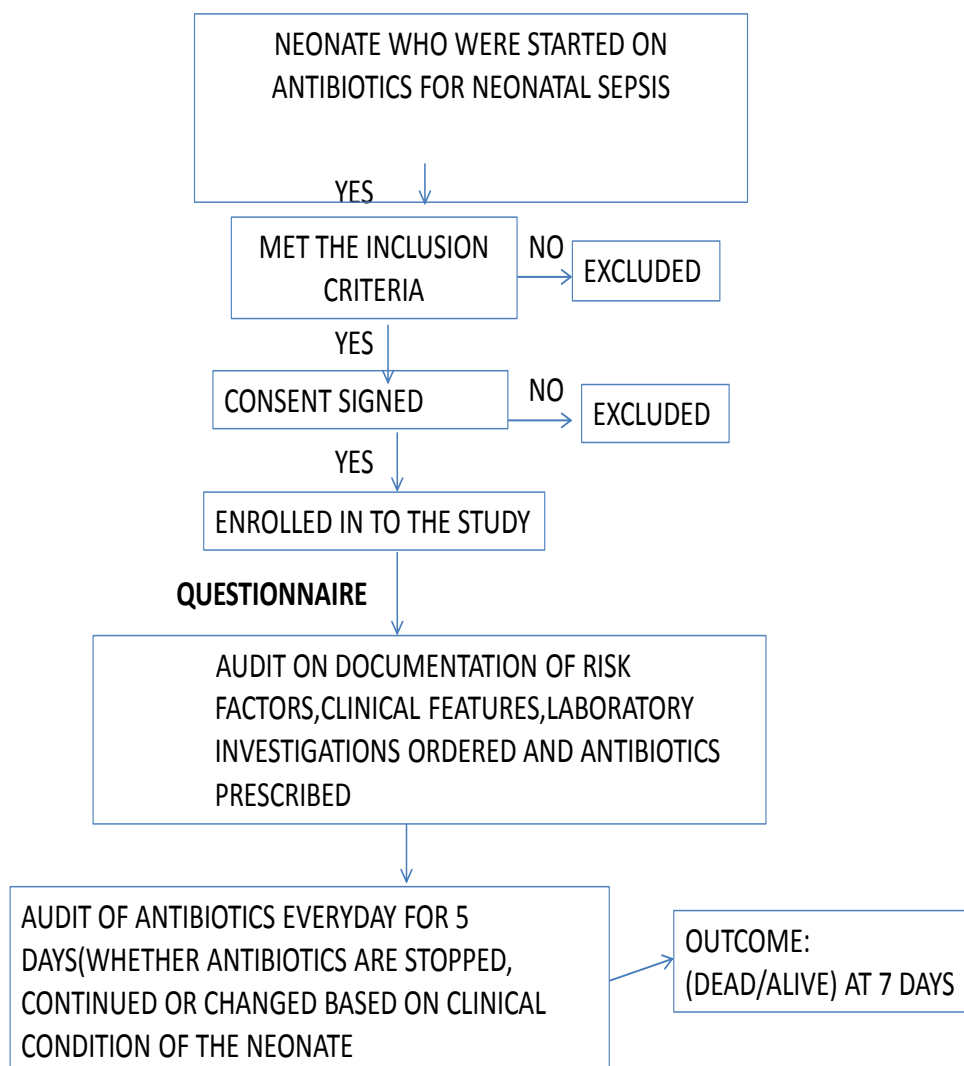 NEONATE WHO WERE STARTED ON
ANTIBIOTICS FOR NEONATAL SEPSIS
YES
MET THE INCLUSION
CRITERIA
NO
EXCLUDED
YES
CONSENT SIGNED
NO
EXCLUDED
YES
ENROLLED IN TO THE STUDY
QUESTIONNAIRE
AUDIT ON DOCUMENTATION OF RISK
FACTORS,CLINICAL FEATURES,LABORATORY
INVESTIGATIONS ORDERED AND ANTIBIOTICS
PRESCRIBED
AUDIT OF ANTIBIOTICS EVERYDAY FOR 5
DAYS(WHETHER ANTIBIOTICS ARE STOPPED,
CONTINUED OR CHANGED BASED ON CLINICAL
CONDITION OF THE NEONATE
OUTCOME:
(DEAD/ALIVE) AT 7 DAYS